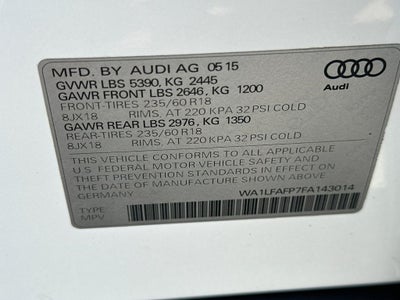 MFD. BY AUDI AG 05 15
GVWR LBS 5390, KG 2445
GAWR FRONT LBS 2646, KG 1200
FRONT-TIRES 235/60 R18
8JX18 RIMS, AT 220 KPA 32 PSI COLD
GAWR REAR LBS 2976, KG 1350
REAR-TIRES 235/60 R18
8JX18 RIMS, AT 220 KPA 32 PSI COLD
THIS VEHICLE CONFORMS TO ALL APPLICABLE
U.S. FEDERAL MOTOR VEHICLE SAFETY
AND THEFT PREVENTION STANDARDS IN EFFECT ON
THE DATE OF MANUFACTURE SHOWN ABOVE.
GERMANY
WA1LFAFP7FA143014
TYPE
MPV
Audi